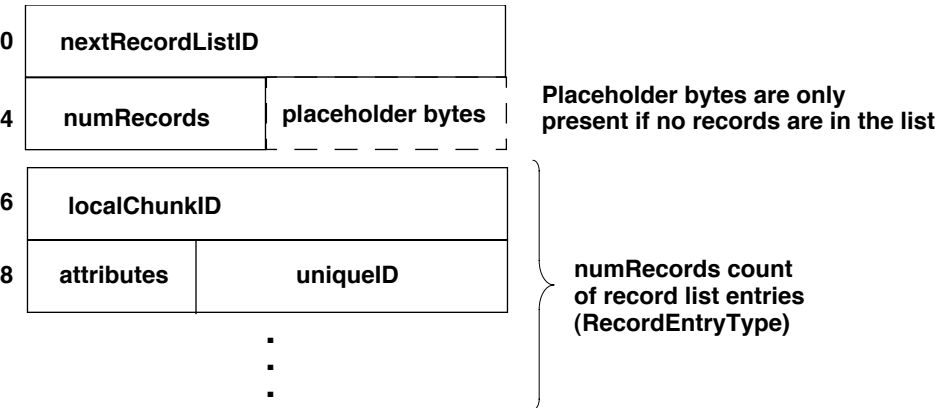 0 nextRecordListID
4 numRecords placeholder bytes
Placeholder bytes are only
present if no records are in the list
6 localChunkID
8 attributes uniqueID
numRecords count
of record list entries
(RecordEntryType)